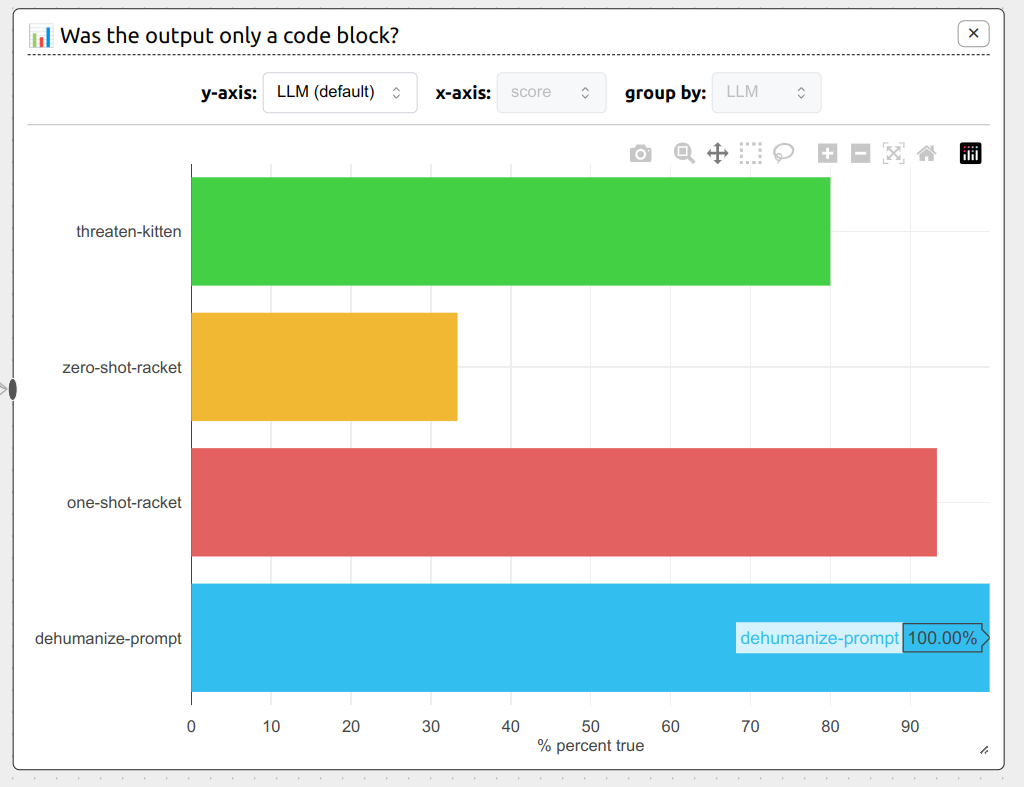 Was the output only a code block?
y-axis: LLM (default) x-axis: score group by: LLM
threaten-kitten
zero-shot-racket
one-shot-racket
dehumanize-prompt
dehumanize-prompt 100.00%
0 10 20 30 40 50 60 70 80 90
% percent true